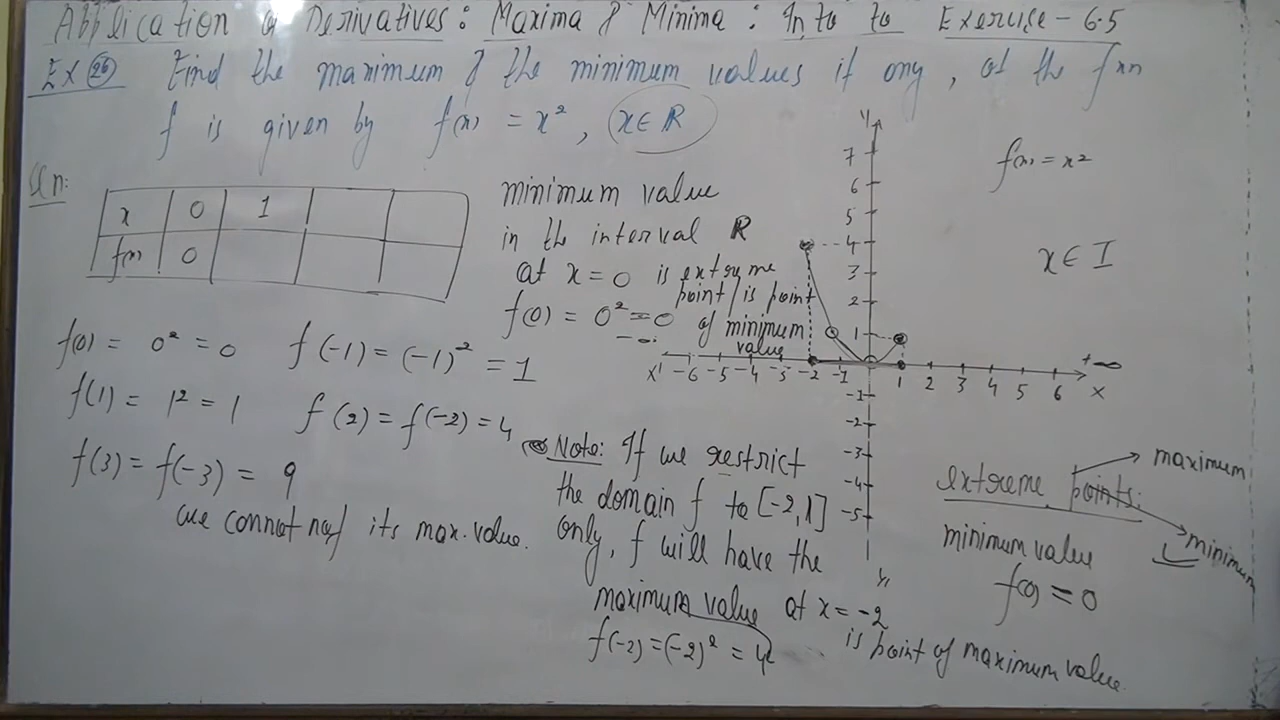 Application of Derivatives: Maxima & Minima: Into to Exercise - 6.5
EX 26 Find the maximum & the minimum values if any, of the fxn
f is given by f(x) = x², x ∈ R
x 0 1
f(x) 0
f(0) = 0² = 0 f(-1) = (-1)² = 1
f(1) = 1² = 1 f(2) = f(-2) = 4
f(3) = f(-3) = 9
we connot its max. value.
minimum value
in the interval R
at x = 0 is extreme
point/is point
f(0) = 0² = 0 of minimum
value
Note: If we restrict
the domain f to [-2, 1]
only, f will have the
maximum value at x = -2
f(-2) = (-2)² = 4 is point of maximum value.
Y
7
6
5
4
3
2
1
X' -6 -5 -4 -3 -2 -1 1 2 3 4 5 6 X
+∞
-1
-2
-3
-4
-5
Y'
f(x) = x²
x ∈ I
extreme points:
maximum
minimum
minimum value
f(0) = 0